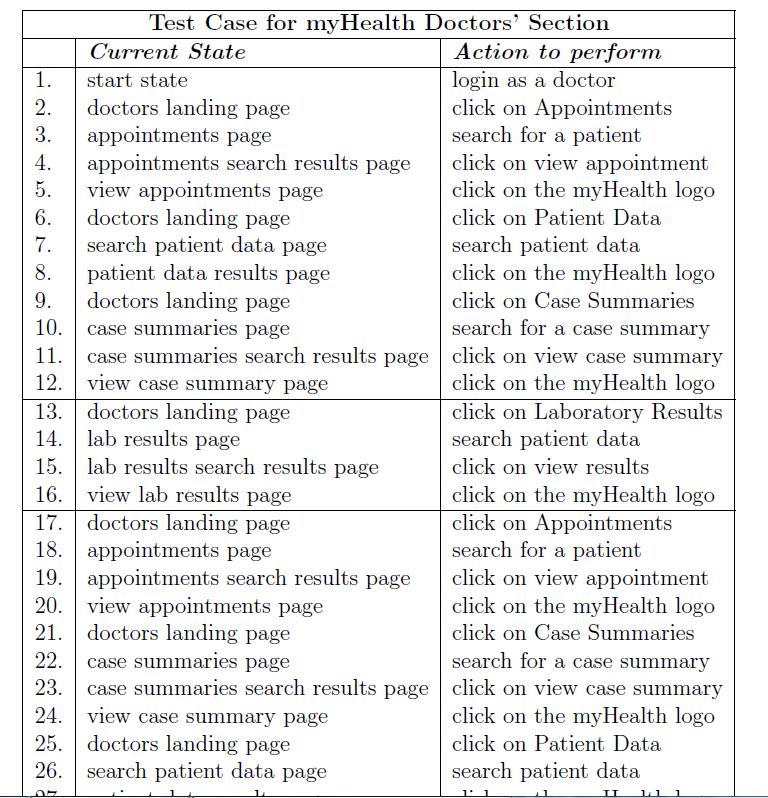 Test Case for myHealth Doctors' Section
Current State Action to perform
1. start state login as a doctor
2. doctors landing page click on Appointments
3. appointments page search for a patient
4. appointments search results page click on view appointment
5. view appointments page click on the myHealth logo
6. doctors landing page click on Patient Data
7. search patient data page search patient data
8. patient data results page click on the myHealth logo
9. doctors landing page click on Case Summaries
10. case summaries page search for a case summary
11. case summaries search results page click on view case summary
12. view case summary page click on the myHealth logo
13. doctors landing page click on Laboratory Results
14. lab results page search patient data
15. lab results search results page click on view results
16. view lab results page click on the myHealth logo
17. doctors landing page click on Appointments
18. appointments page search for a patient
19. appointments search results page click on view appointment
20. view appointments page click on the myHealth logo
21. doctors landing page click on Case Summaries
22. case summaries page search for a case summary
23. case summaries search results page click on view case summary
24. view case summary page click on the myHealth logo
25. doctors landing page click on Patient Data
26. search patient data page search patient data